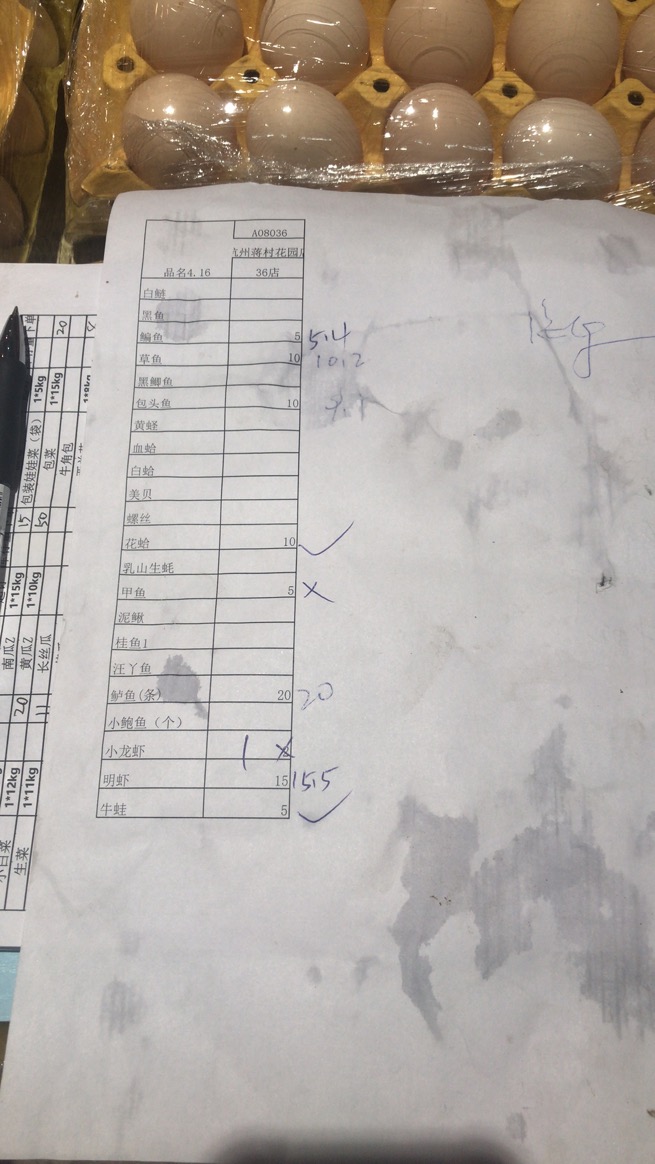 A08036
杭州蒋村花园店
品名4.16 36店
白鲢
黑鱼
鳊鱼 5 5.4
草鱼 10 10.2
黑鲫鱼
包头鱼 10 9.1
黄蛏
血蛤
白蛤
美贝
螺丝
花蛤 10 ✓
乳山生蚝
甲鱼 5 ×
泥鳅
桂鱼1
汪丫鱼
鲈鱼(条) 20 20
小鲍鱼（个）
小龙虾 1 ×
明虾 15 15.5
牛蛙 5 ✓
20
1*5kg
1*15kg
包装娃娃菜（袋）
包菜
牛角包
15
50
1*15kg
1*10kg
南瓜Z
黄瓜Z
长丝瓜
20
11
1*12kg
1*11kg
小白菜
生菜